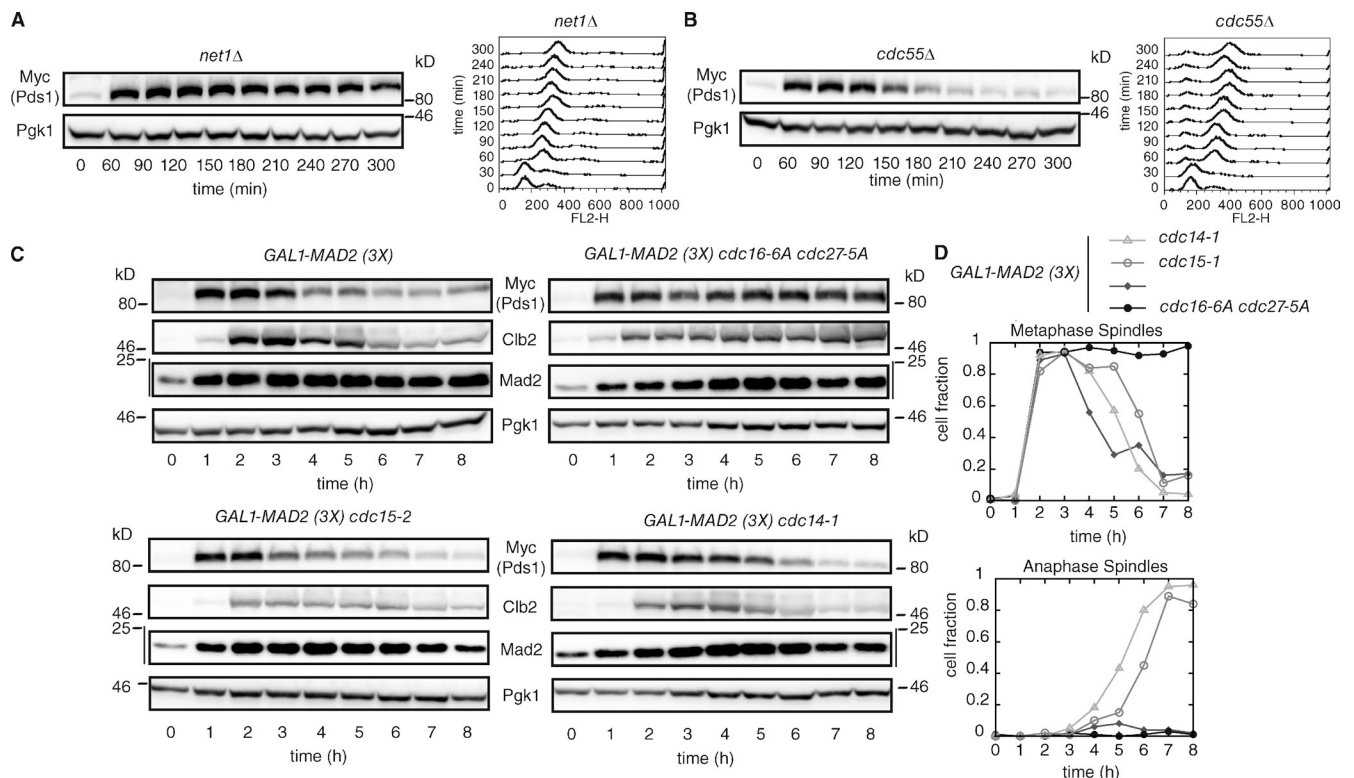 A
net1Δ
kD
Myc
(Pds1)
80
46
Pgk1
0 60 90 120 150 180 210 240 270 300
time (min)
net1Δ
time (min)
300
240
210
180
150
120
90
60
30
0
0 200 400 600 800 1000
FL2-H
B
cdc55Δ
kD
Myc
(Pds1)
80
46
Pgk1
0 60 90 120 150 180 210 240 270 300
time (min)
cdc55Δ
time (min)
300
240
210
180
150
120
90
60
30
0
0 200 400 600 800 1000
FL2-H
C
GAL1-MAD2 (3X)
kD
80
46
25
46
0 1 2 3 4 5 6 7 8
time (h)
Myc
(Pds1)
Clb2
Mad2
Pgk1
GAL1-MAD2 (3X) cdc16-6A cdc27-5A
kD
80
46
25
46
0 1 2 3 4 5 6 7 8
time (h)
GAL1-MAD2 (3X) cdc15-2
kD
80
46
25
46
0 1 2 3 4 5 6 7 8
time (h)
Myc
(Pds1)
Clb2
Mad2
Pgk1
GAL1-MAD2 (3X) cdc14-1
kD
80
46
25
46
0 1 2 3 4 5 6 7 8
time (h)
D
GAL1-MAD2 (3X)
cdc14-1
cdc15-1
cdc16-6A cdc27-5A
Metaphase Spindles
cell fraction
1
0.8
0.6
0.4
0.2
0
0 1 2 3 4 5 6 7 8
time (h)
Anaphase Spindles
cell fraction
1
0.8
0.6
0.4
0.2
0
0 1 2 3 4 5 6 7 8
time (h)